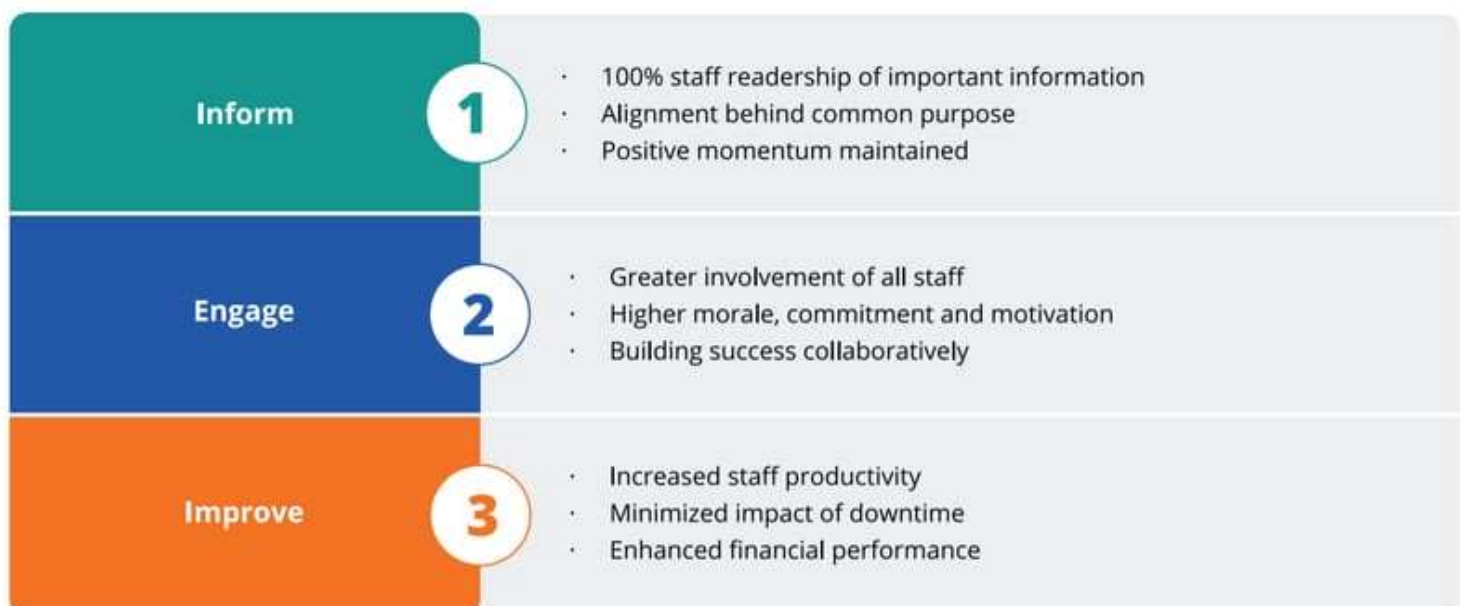 Inform
1
· 100% staff readership of important information
· Alignment behind common purpose
· Positive momentum maintained
Engage
2
· Greater involvement of all staff
· Higher morale, commitment and motivation
· Building success collaboratively
Improve
3
· Increased staff productivity
· Minimized impact of downtime
· Enhanced financial performance